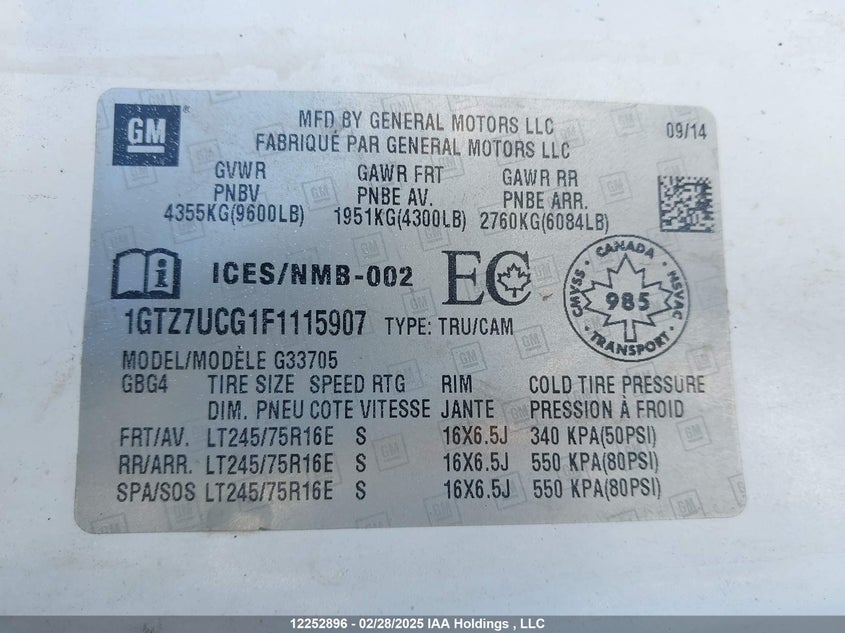 GM
MFD BY GENERAL MOTORS LLC
FABRIQUÉ PAR GENERAL MOTORS LLC
09/14
GVWR GAWR FRT GAWR RR
PNBV PNBE AV. PNBE ARR.
4355KG(9600LB) 1951KG(4300LB) 2760KG(6084LB)
ICES/NMB-002 EC
CANADA
CMVSS 985 NSVAC
TRANSPORT
1GTZ7UCG1F1115907 TYPE: TRU/CAM
MODEL/MODÈLE G33705
GBG4 TIRE SIZE SPEED RTG RIM COLD TIRE PRESSURE
DIM. PNEU COTE VITESSE JANTE PRESSION À FROID
FRT/AV. LT245/75R16E S 16X6.5J 340 KPA(50PSI)
RR/ARR. LT245/75R16E S 16X6.5J 550 KPA(80PSI)
SPA/SOS LT245/75R16E S 16X6.5J 550 KPA(80PSI)
12252896 - 02/28/2025 IAA Holdings , LLC